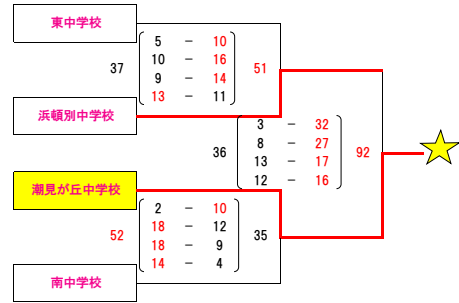 東中学校
5 － 10
37 10 － 16 51
9 － 14
13 － 11
浜頓別中学校
3 － 32
36 8 － 27 92
13 － 17
12 － 16
潮見が丘中学校
2 － 10
52 18 － 12 35
18 － 9
14 － 4
南中学校